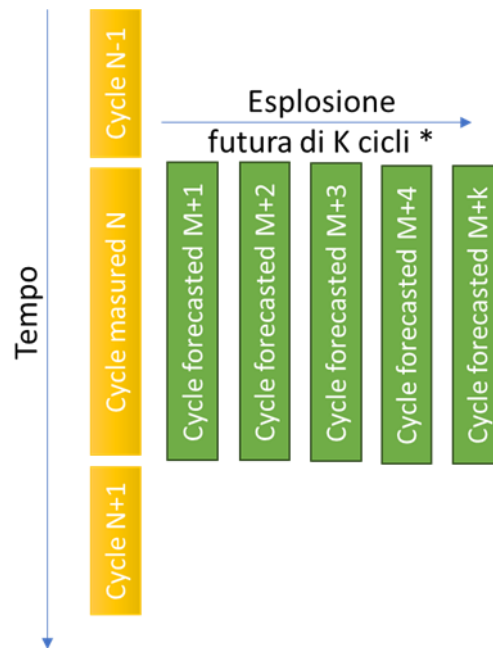 Cycle N-1
Esplosione
futura di K cicli *
Tempo
Cycle masured N
Cycle forecasted M+1
Cycle forecasted M+2
Cycle forecasted M+3
Cycle forecasted M+4
Cycle forecasted M+k
Cycle N+1